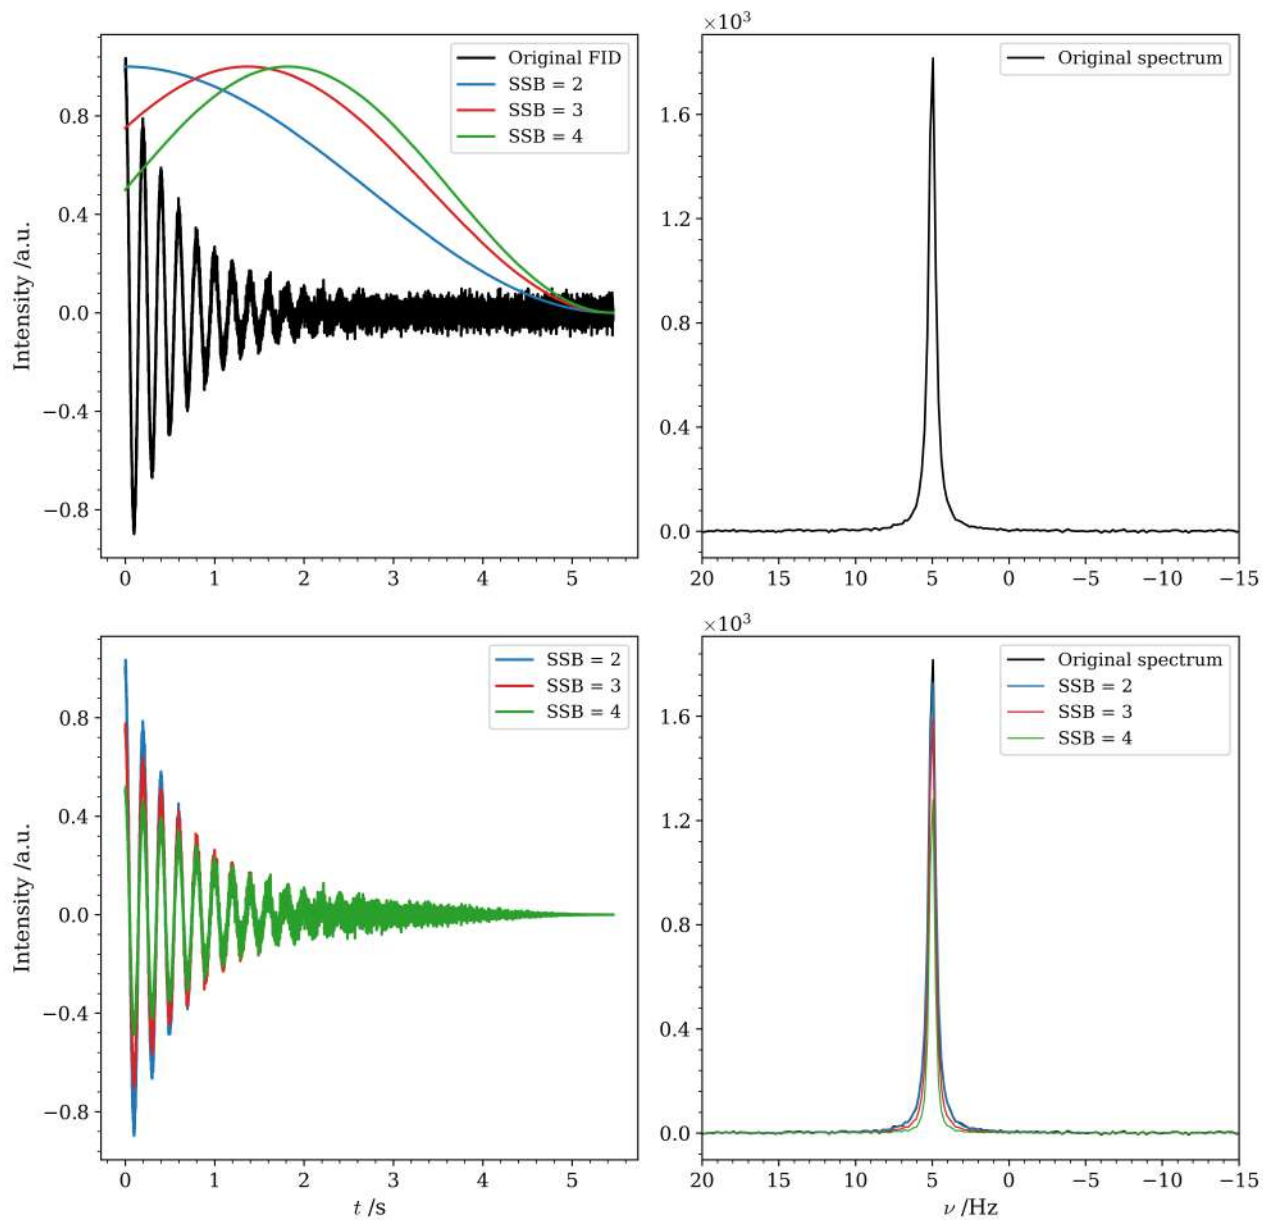 Original FID
SSB = 2
SSB = 3
SSB = 4
0.8
0.4
0.0
−0.4
−0.8
Intensity /a.u.
0 1 2 3 4 5
×10³
Original spectrum
1.6
1.2
0.8
0.4
0.0
20 15 10 5 0 −5 −10 −15
SSB = 2
SSB = 3
SSB = 4
0.8
0.4
0.0
−0.4
−0.8
Intensity /a.u.
0 1 2 3 4 5
t /s
×10³
Original spectrum
SSB = 2
SSB = 3
SSB = 4
1.6
1.2
0.8
0.4
0.0
20 15 10 5 0 −5 −10 −15
ν /Hz